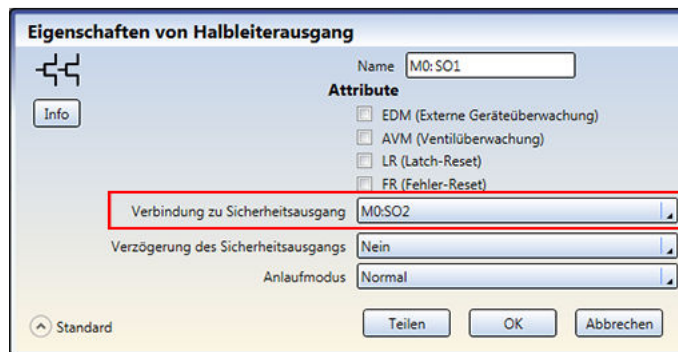 Eigenschaften von Halbleiterausgang
Name M0:SO1
Attribute
Info
EDM (Externe Geräteüberwachung)
AVM (Ventilüberwachung)
LR (Latch-Reset)
FR (Fehler-Reset)
Verbindung zu Sicherheitsausgang M0:SO2
Verzögerung des Sicherheitsausgangs Nein
Anlaufmodus Normal
Standard Teilen OK Abbrechen